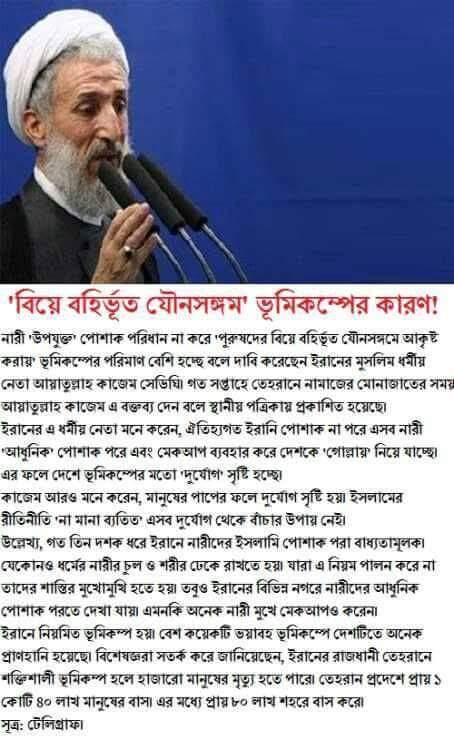 'বিয়ে বহির্ভূত যৌনসঙ্গম' ভূমিকম্পের কারণ!
নারী 'উপযুক্ত' পোশাক পরিধান না করে 'পুরুষদের বিয়ে বহির্ভূত যৌনসঙ্গমে আকৃষ্ট
করায়' ভূমিকম্পের পরিমাণ বেশি হচ্ছে বলে দাবি করেছেন ইরানের মুসলিম ধর্মীয়
নেতা আয়াতুল্লাহ কাজেম সেডিঘি। গত সপ্তাহে তেহরানে নামাজের মোনাজাতের সময়
আয়াতুল্লাহ কাজেম এ বক্তব্য দেন বলে স্থানীয় পত্রিকায় প্রকাশিত হয়েছে।
ইরানের এ ধর্মীয় নেতা মনে করেন, ঐতিহ্যগত ইরানি পোশাক না পরে এসব নারী
'আধুনিক' পোশাক পরে এবং মেকআপ ব্যবহার করে দেশকে 'গোল্লায়' নিয়ে যাচ্ছে।
এর ফলে দেশে ভূমিকম্পের মতো 'দুর্যোগ' সৃষ্টি হচ্ছে।
কাজেম আরও মনে করেন, মানুষের পাপের ফলে দুর্যোগ সৃষ্টি হয়। ইসলামের
রীতিনীতি 'না মানা ব্যতিত' এসব দুর্যোগ থেকে বাঁচার উপায় নেই।
উল্লেখ্য, গত তিন দশক ধরে ইরানে নারীদের ইসলামি পোশাক পরা বাধ্যতামূলক।
যেকোনও ধর্মের নারীর চুল ও শরীর ঢেকে রাখতে হয়। যারা এ নিয়ম পালন করে না
তাদের শাস্তির মুখোমুখি হতে হয়। তবুও ইরানের বিভিন্ন নগরে নারীদের আধুনিক
পোশাক পরতে দেখা যায়। এমনকি অনেক নারী মুখে মেকআপও করেন।
ইরানে নিয়মিত ভূমিকম্প হয়। বেশ কয়েকটি ভয়াবহ ভূমিকম্পে দেশটিতে অনেক
প্রাণহানি হয়েছে। বিশেষজ্ঞরা সতর্ক করে জানিয়েছেন, ইরানের রাজধানী তেহরানে
শক্তিশালী ভূমিকম্প হলে হাজারো মানুষের মৃত্যু হতে পারে। তেহরান প্রদেশে প্রায় ১
কোটি ৪০ লাখ মানুষের বাস। এর মধ্যে প্রায় ৮০ লাখ শহরে বাস করে।
সূত্র: টেলিগ্রাফ।